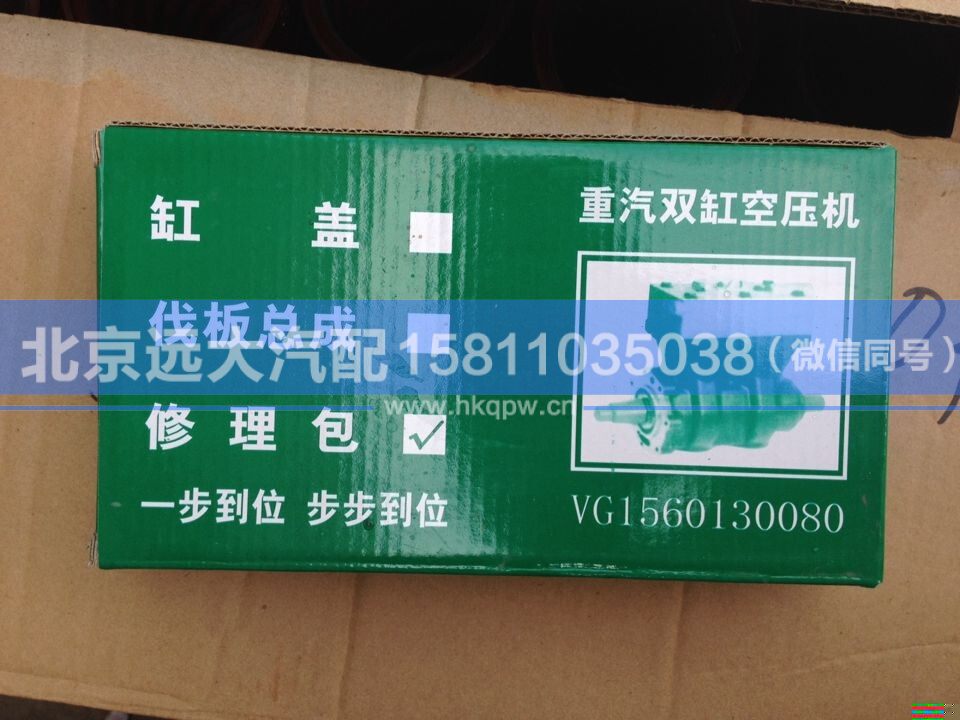 缸 盖
重汽双缸空压机
伐板总成
北京远大汽配15811035038（微信同号）
www.hkqpw.cn
修 理 包 ✓
一步到位 步步到位
VG1560130080